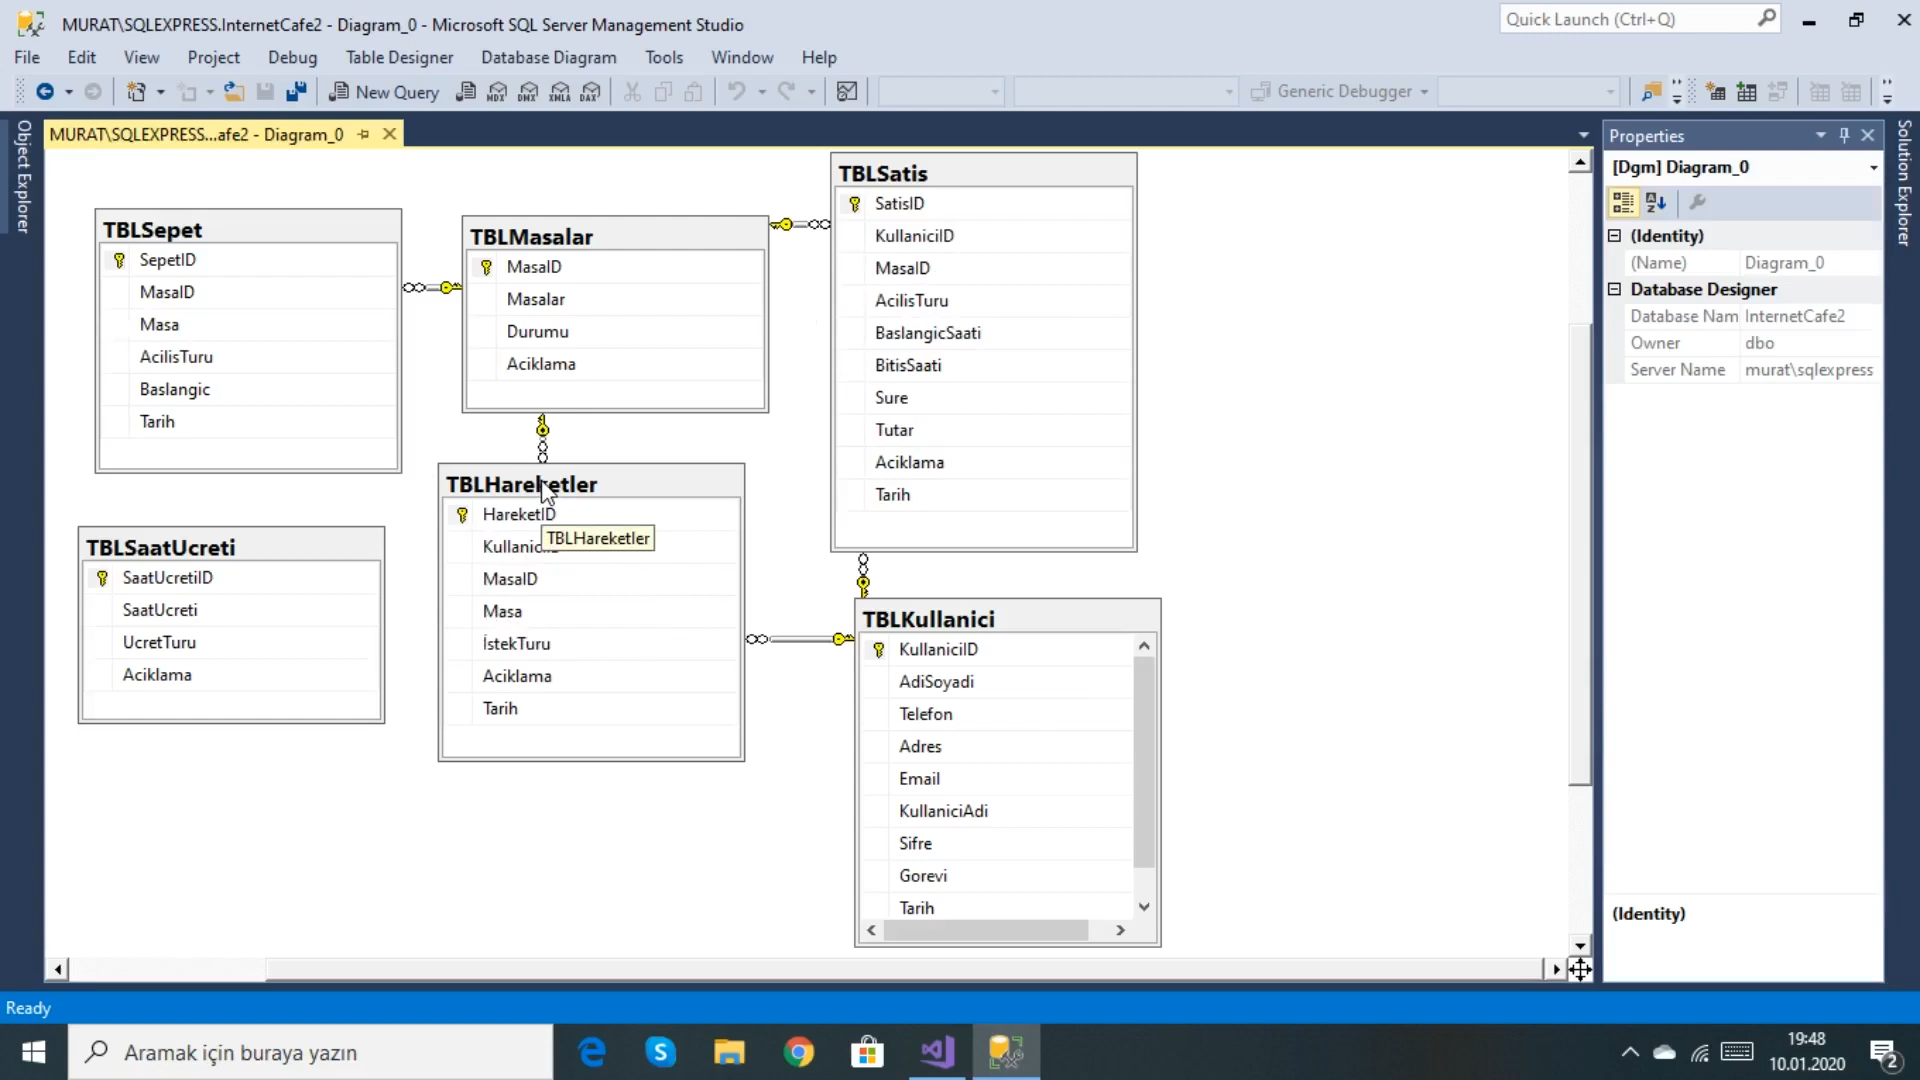 MURAT\SQLEXPRESS.InternetCafe2 - Diagram_0 - Microsoft SQL Server Management Studio
Quick Launch (Ctrl+Q)
File Edit View Project Debug Table Designer Database Diagram Tools Window Help
New Query
MDX
DMX
XMLA
DAX
Generic Debugger
Object Explorer
MURAT\SQLEXPRESS...afe2 - Diagram_0
TBLSepet
SepetID
MasaID
Masa
AcilisTuru
Baslangic
Tarih
TBLMasalar
MasaID
Masalar
Durumu
Aciklama
TBLSatis
SatisID
KullaniciID
MasaID
AcilisTuru
BaslangicSaati
BitisSaati
Sure
Tutar
Aciklama
Tarih
TBLSaatUcreti
SaatUcretiID
SaatUcreti
UcretTuru
Aciklama
TBLHareketler
HareketID
TBLHareketler
MasaID
Masa
İstekTuru
Aciklama
Tarih
TBLKullanici
KullaniciID
AdiSoyadi
Telefon
Adres
Email
KullaniciAdi
Sifre
Gorevi
Tarih
Properties
[Dgm] Diagram_0
(Identity)
(Name) Diagram_0
Database Designer
Database Nam InternetCafe2
Owner dbo
Server Name murat\sqlexpress
(Identity)
Solution Explorer
Ready
Aramak için buraya yazın
19:48
10.01.2020
2